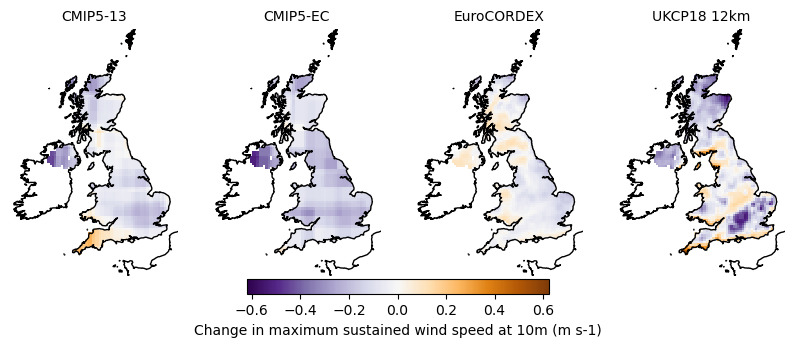 CMIP5-13 CMIP5-EC EuroCORDEX UKCP18 12km
−0.6 −0.4 −0.2 0.0 0.2 0.4 0.6
Change in maximum sustained wind speed at 10m (m s-1)